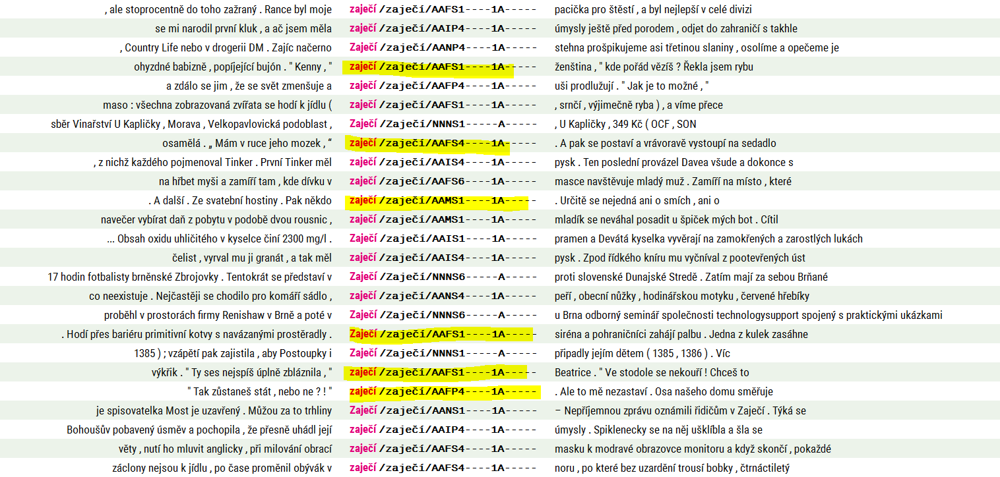 , ale stoprocentně do toho zažraný . Rance byl moje zaječí /zaječí/AAFS1----1A----- pacička pro štěstí , a byl nejlepší v celé divizi
se mi narodil první kluk , a ač jsem měla zaječí /zaječí/AAIP4----1A----- úmysly ještě před porodem , odjet do zahraničí s takhle
, Country Life nebo v drogerii DM . Zajíc načerno Zaječí /zaječí/AANP4----1A----- stehna prošpikujeme asi třetinou slaniny , osolíme a opečeme je
ohyzdné babizně , popíjející bujón . " Kenny , " zaječí /zaječí/AAFS1----1A----- ženština , " kde pořád vězíš ? Řekla jsem rybu
a zdálo se jim , že se svět zmenšuje a zaječí /zaječí/AAFP4----1A----- uši prodlužují . " Jak je to možné , "
maso : všechna zobrazovaná zvířata se hodí k jídlu ( zaječí /zaječí/AAFS1----1A----- , srnčí , výjimečně ryba ) , a víme přece
sběr Vinařství U Kapličky , Morava , Velkopavlovická podoblast , Zaječí /Zaječí/NNNS1-----A----- , U Kapličky , 349 Kč ( OCF , SON
osamělá . „ Mám v ruce jeho mozek , “ zaječí /zaječí/AAFS4----1A----- . A pak se postaví a vrávoravě vystoupí na sedadlo
, z nichž každého pojmenoval Tinker . První Tinker měl zaječí /zaječí/AAIS4----1A----- pysk . Ten poslední provázel Davea všude a dokonce s
na hřbet myši a zamíří tam , kde dívku v zaječí /zaječí/AAFS6----1A----- masce navštěvuje mladý muž . Zamíří na místo , které
. A další . Ze svatební hostiny . Pak někdo zaječí /zaječí/AAMS1----1A----- . Určitě se nejedná ani o smích , ani o
navečer vybírat daň z pobytu v podobě dvou rousnic , zaječí /zaječí/AAMS1----1A----- mladík se neváhal posadit u špiček mých bot . Cítil
... Obsah oxidu uhličitého v kyselce činí 2300 mg/l . Zaječí /zaječí/AAIS1----1A----- pramen a Devátá kyselka vyvěrají na zamokřených a zarostlých lukách
čelist , vyrval mu ji granát , a tak měl zaječí /zaječí/AAIS4----1A----- pysk . Zpod řídkého kníru mu vyčníval z pootevřených úst
17 hodin fotbalisty brněnské Zbrojovky . Tentokrát se představí v Zaječí /Zaječí/NNNS6-----A----- proti slovenské Dunajské Stredě . Zatím mají za sebou Brňané
co neexistuje . Nejčastěji se chodilo pro komáří sádlo , zaječí /zaječí/AANS4----1A----- peří , obecní nůžky , hodinářskou motyku , červené hřebíky
proběhl v prostorách firmy Renishaw v Brně a poté v Zaječí /Zaječí/NNNS6-----A----- u Brna odborný seminář společnosti technologysupport spojený s praktickými ukázkami
. Hodí přes bariéru primitivní kotvy s navázanými prostěradly . Zaječí /zaječí/AAFS1----1A----- siréna a pohraničníci zahájí palbu . Jedna z kulek zasáhne
1385 ) ; vzápětí pak zajistila , aby Postoupky i Zaječí /Zaječí/NNNS1-----A----- připadly jejím dětem ( 1385 , 1386 ) . Víc
výkřik . " Ty ses nejspíš úplně zbláznila , " zaječí /zaječí/AAFS1----1A----- Beatrice . " Ve stodole se nekouří ! Chceš to
" Tak zůstaneš stát , nebo ne ? ! " zaječí /zaječí/AAFP4----1A----- . Ale to mě nezastaví . Osa našeho domu směřuje
je spisovatelka Most je uzavřený . Můžou za to trhliny Zaječí /zaječí/AANS1----1A----- – Nepříjemnou zprávu oznámili řidičům v Zaječí . Týká se
Bohoušův pobavený úsměv a pochopila , že přesně uhádl její zaječí /zaječí/AAIP4----1A----- úmysly . Spiklenecky se na něj ušklíbla a šla se
věty , nutí ho mluvit anglicky , při milování obrací zaječí /zaječí/AAFS4----1A----- masku k modravé obrazovce monitoru a když skončí , pokaždé
záclony nejsou k jídlu , po čase proměnil obývák v zaječí /zaječí/AAFS4----1A----- noru , po které bez uzardění trousí bobky , čtrnáctiletý